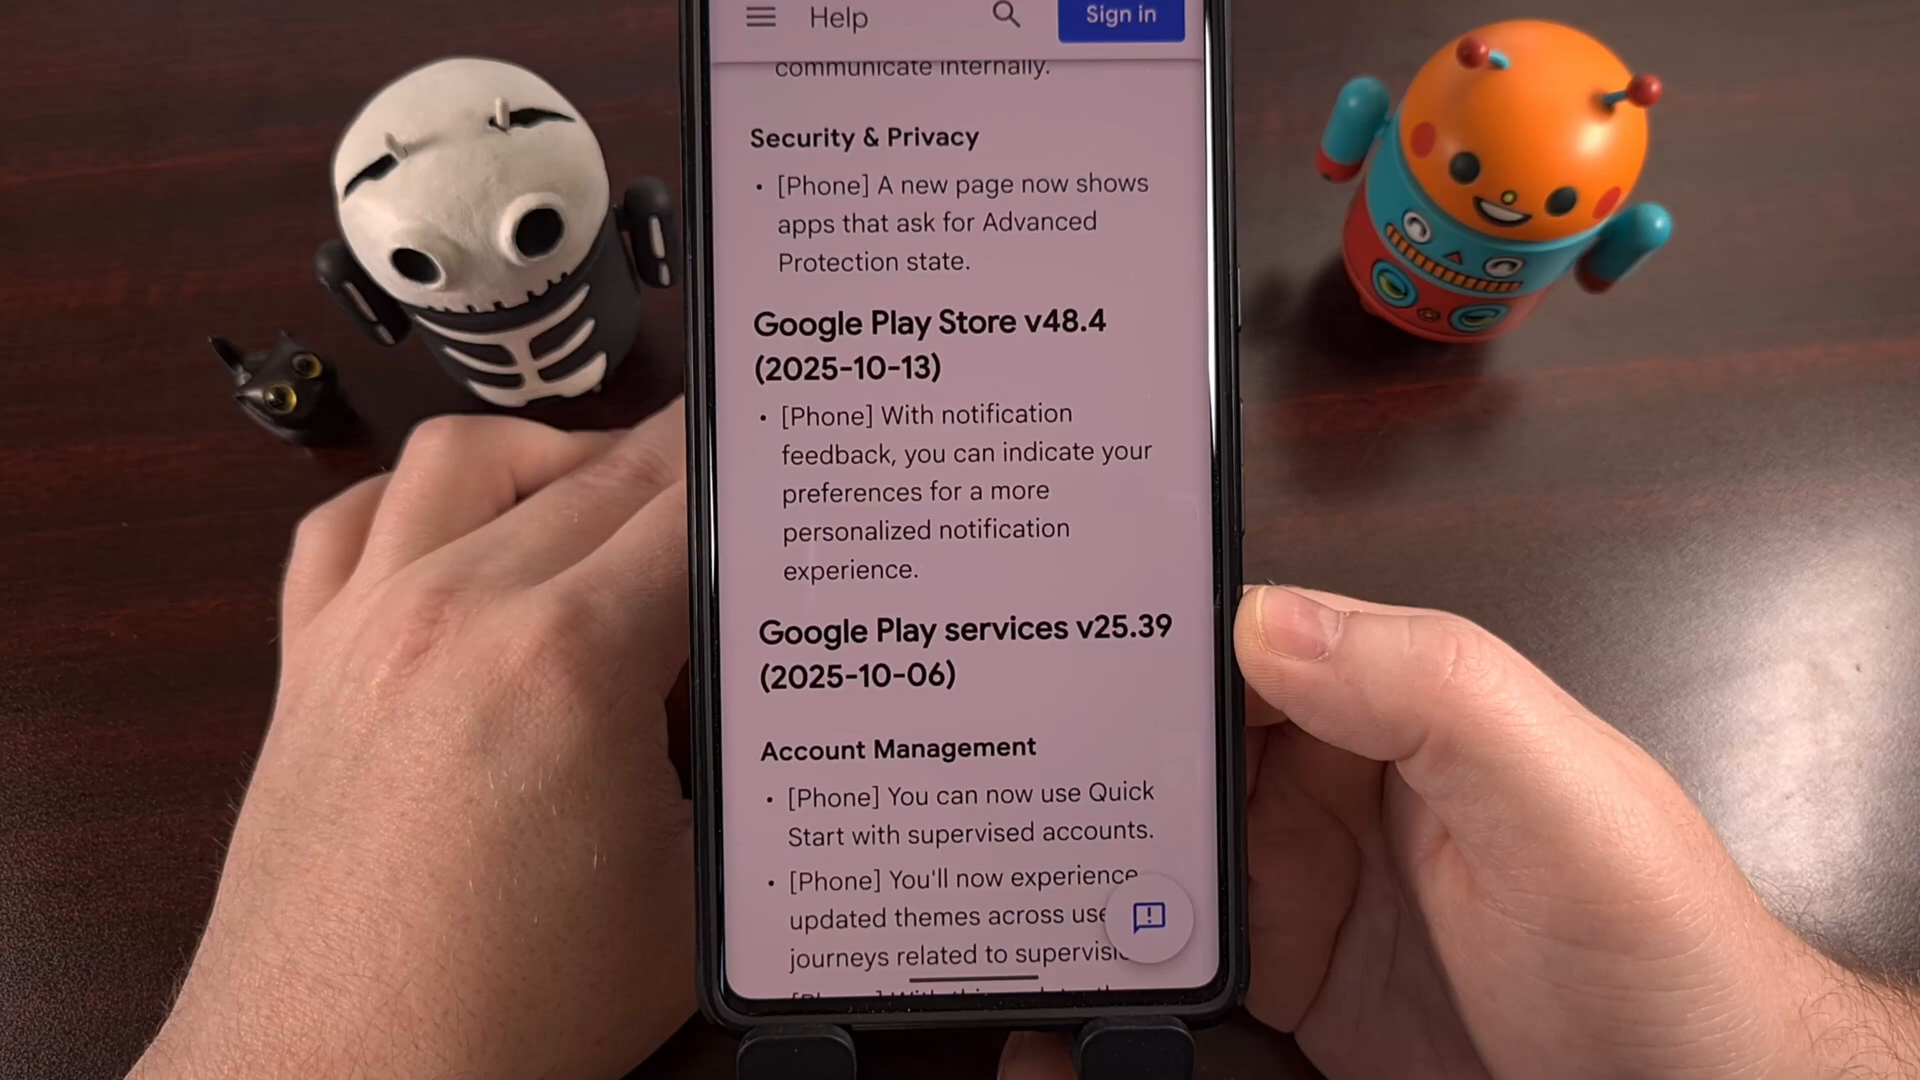 Help
Sign in
communicate internally.
Security & Privacy
• [Phone] A new page now shows
apps that ask for Advanced
Protection state.
Google Play Store v48.4
(2025-10-13)
• [Phone] With notification
feedback, you can indicate your
preferences for a more
personalized notification
experience.
Google Play services v25.39
(2025-10-06)
Account Management
• [Phone] You can now use Quick
Start with supervised accounts.
• [Phone] You'll now experience
updated themes across
journeys related to